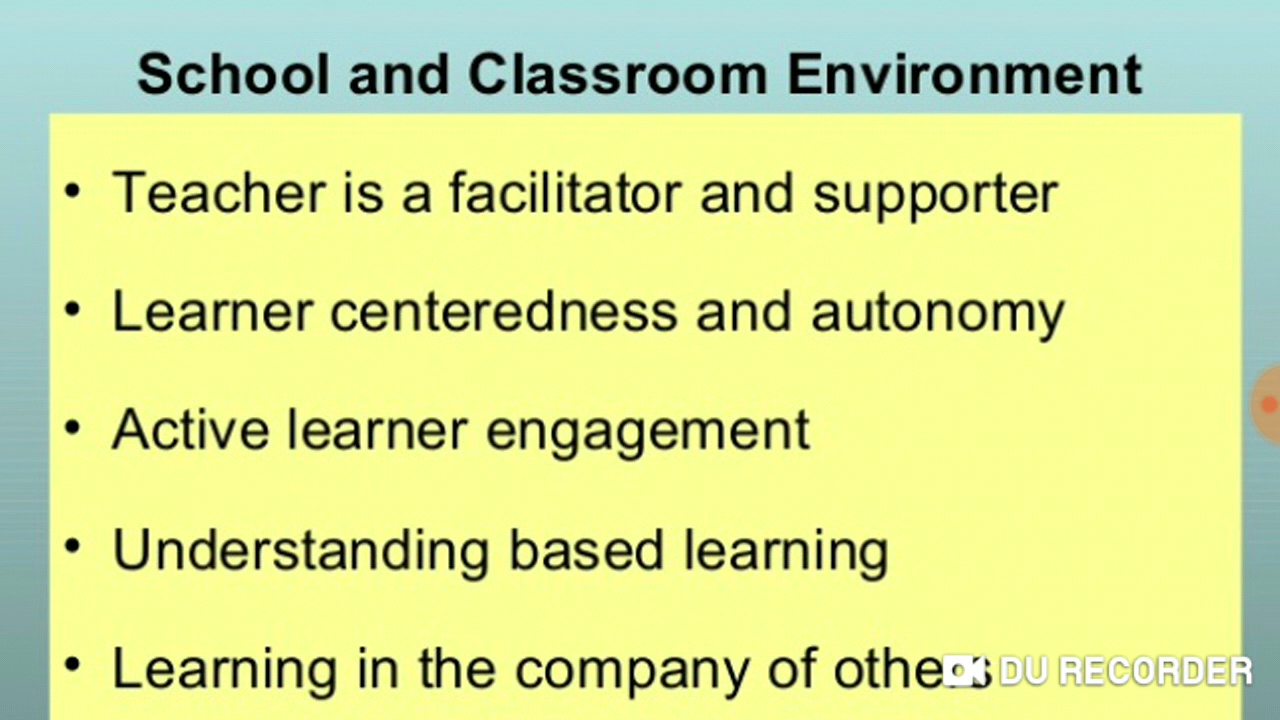 School and Classroom Environment
• Teacher is a facilitator and supporter
• Learner centeredness and autonomy
• Active learner engagement
• Understanding based learning
• Learning in the company of others
DU RECORDER